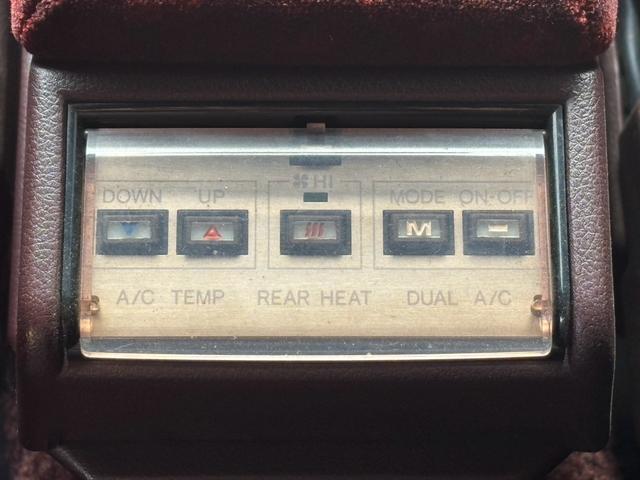 HI
DOWN UP MODE ON-OFF
M
A/C TEMP REAR HEAT DUAL A/C